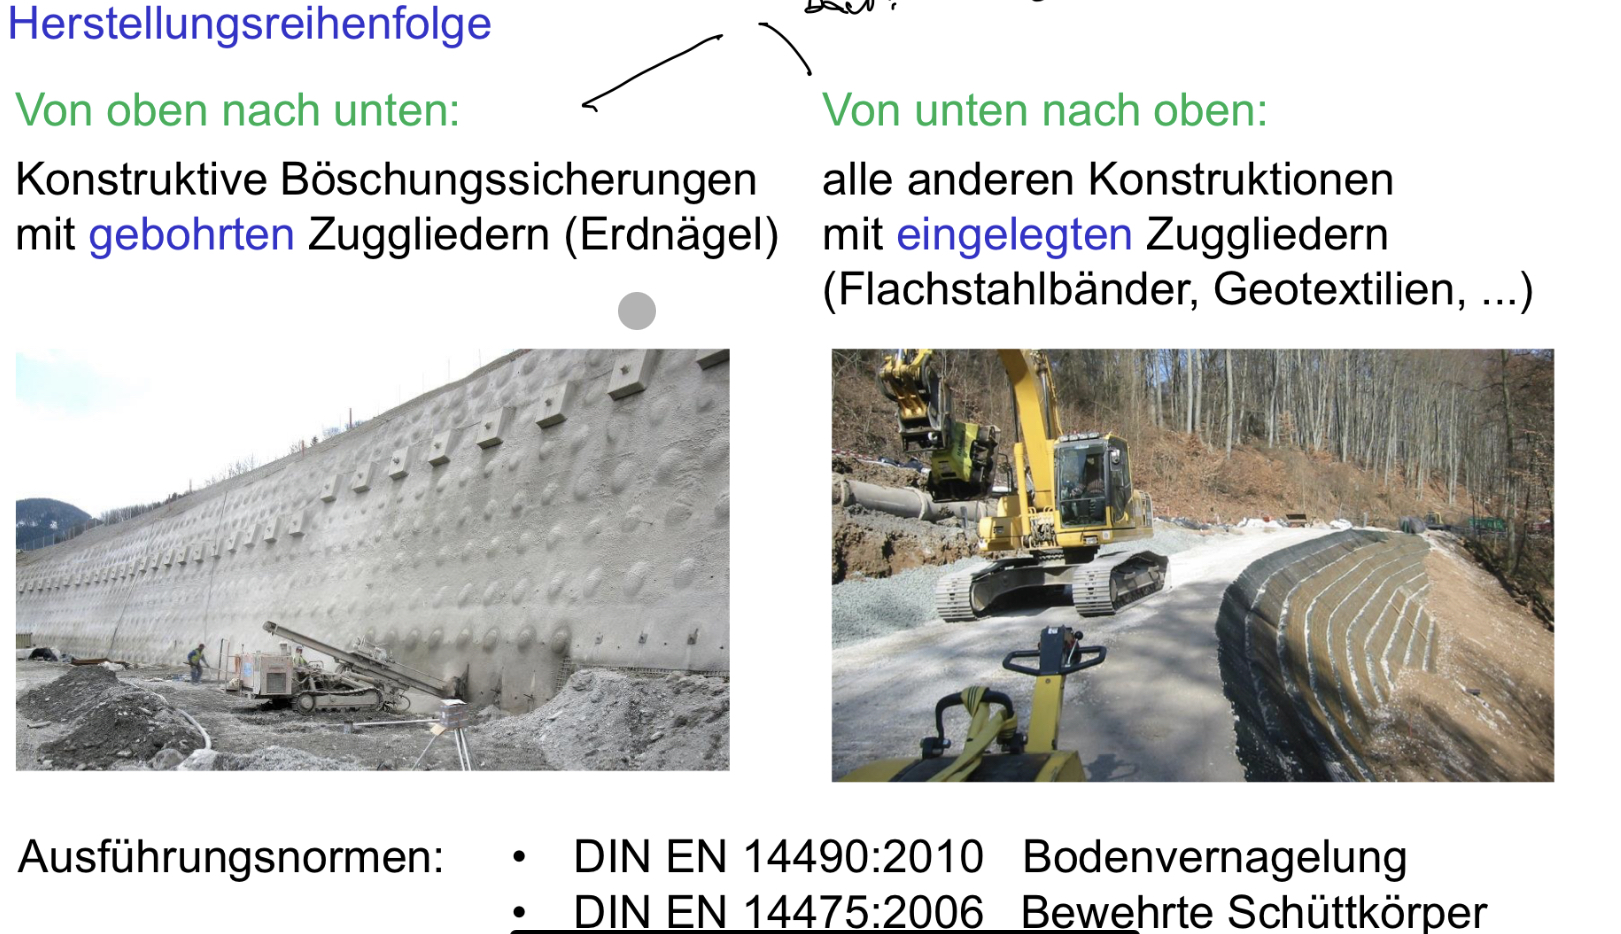 Herstellungsreihenfolge
Von oben nach unten:
Konstruktive Böschungssicherungen
mit gebohrten Zuggliedern (Erdnägel)
Von unten nach oben:
alle anderen Konstruktionen
mit eingelegten Zuggliedern
(Flachstahlbänder, Geotextilien, ...)
Ausführungsnormen:
• DIN EN 14490:2010 Bodenvernagelung
• DIN EN 14475:2006 Bewehrte Schüttkörper